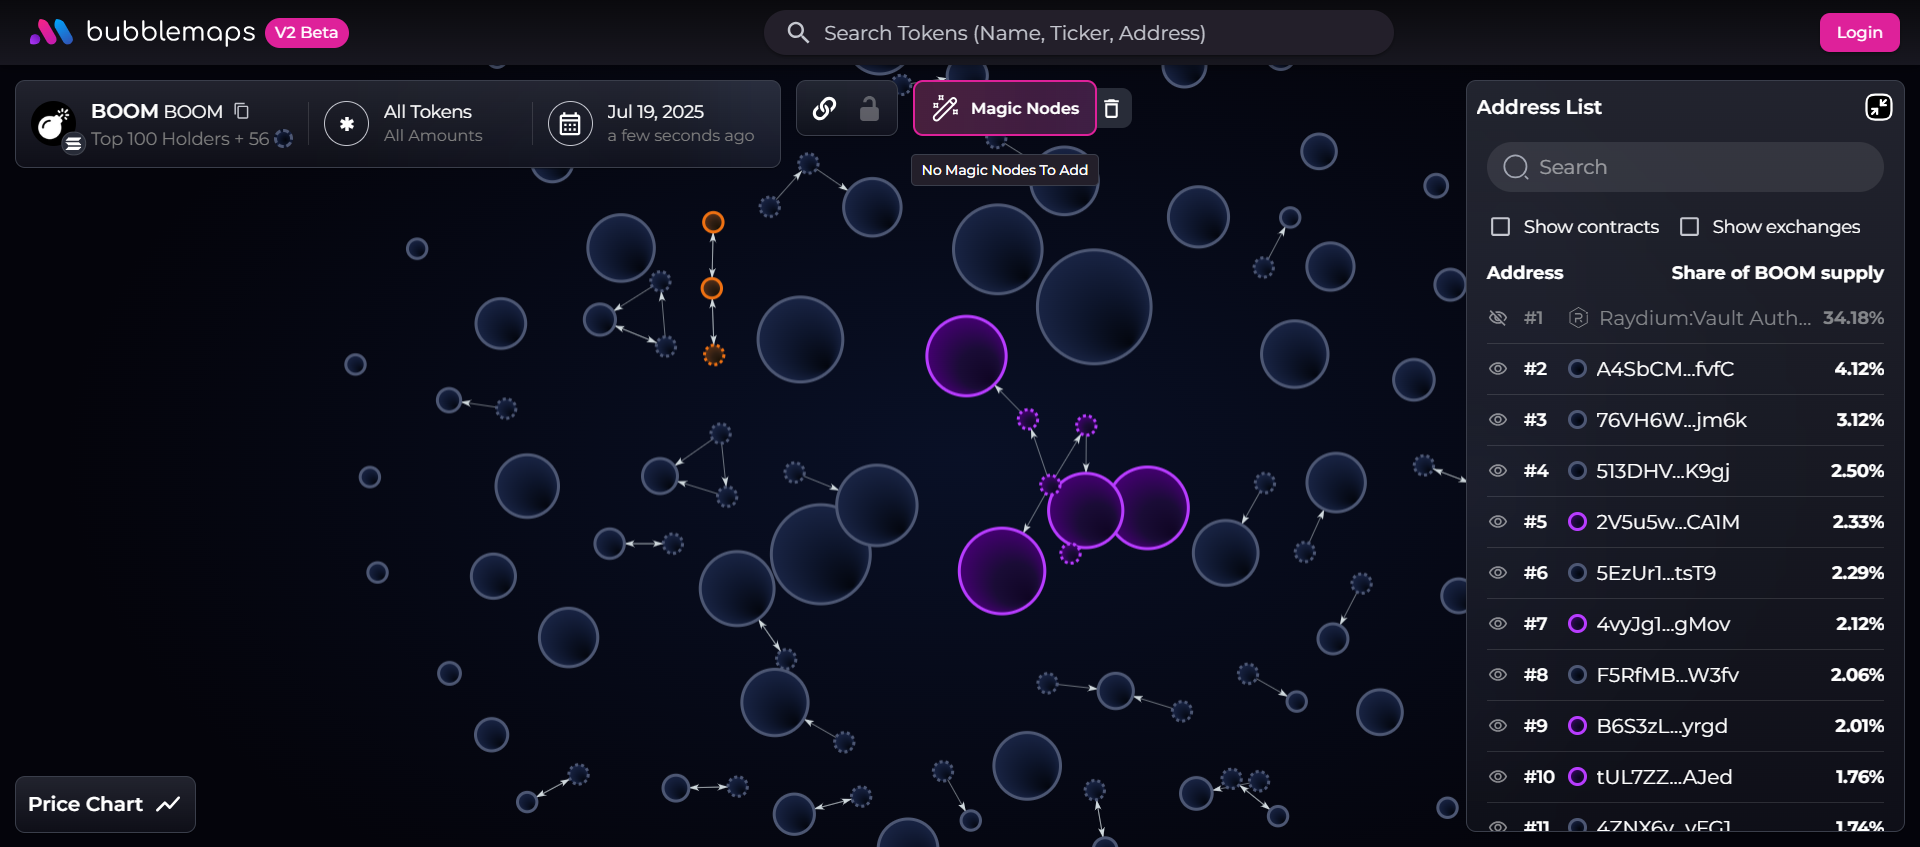 bubblemaps V2 Beta
Search Tokens (Name, Ticker, Address)
Login
BOOM BOOM
Top 100 Holders + 56
All Tokens
All Amounts
Jul 19, 2025
a few seconds ago
Magic Nodes
No Magic Nodes To Add
Address List
Search
Show contracts Show exchanges
Address Share of BOOM supply
#1 Raydium:Vault Auth... 34.18%
#2 A4SbCM...fvfC 4.12%
#3 76VH6W...jm6k 3.12%
#4 513DHV...K9gj 2.50%
#5 2V5u5w...CA1M 2.33%
#6 5EzUr1...tsT9 2.29%
#7 4vyJg1...gMov 2.12%
#8 F5RfMB...W3fv 2.06%
#9 B6S3zL...yrgd 2.01%
#10 tUL7ZZ...AJed 1.76%
#11 1.74%
Price Chart